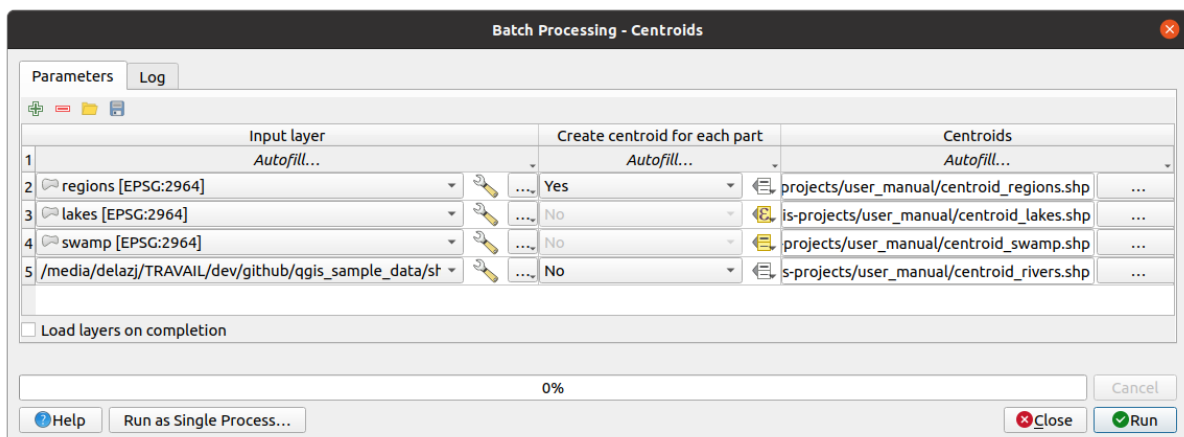 Batch Processing - Centroids
Parameters Log
Input layer Create centroid for each part Centroids
1 Autofill... Autofill... Autofill...
2 regions [EPSG:2964] ... Yes projects/user_manual/centroid_regions.shp ...
3 lakes [EPSG:2964] ... No ε is-projects/user_manual/centroid_lakes.shp ...
4 swamp [EPSG:2964] ... No projects/user_manual/centroid_swamp.shp ...
5 /media/delazj/TRAVAIL/dev/github/qgis_sample_data/sh ... No s-projects/user_manual/centroid_rivers.shp ...
Load layers on completion
0% Cancel
Help Run as Single Process... Close Run